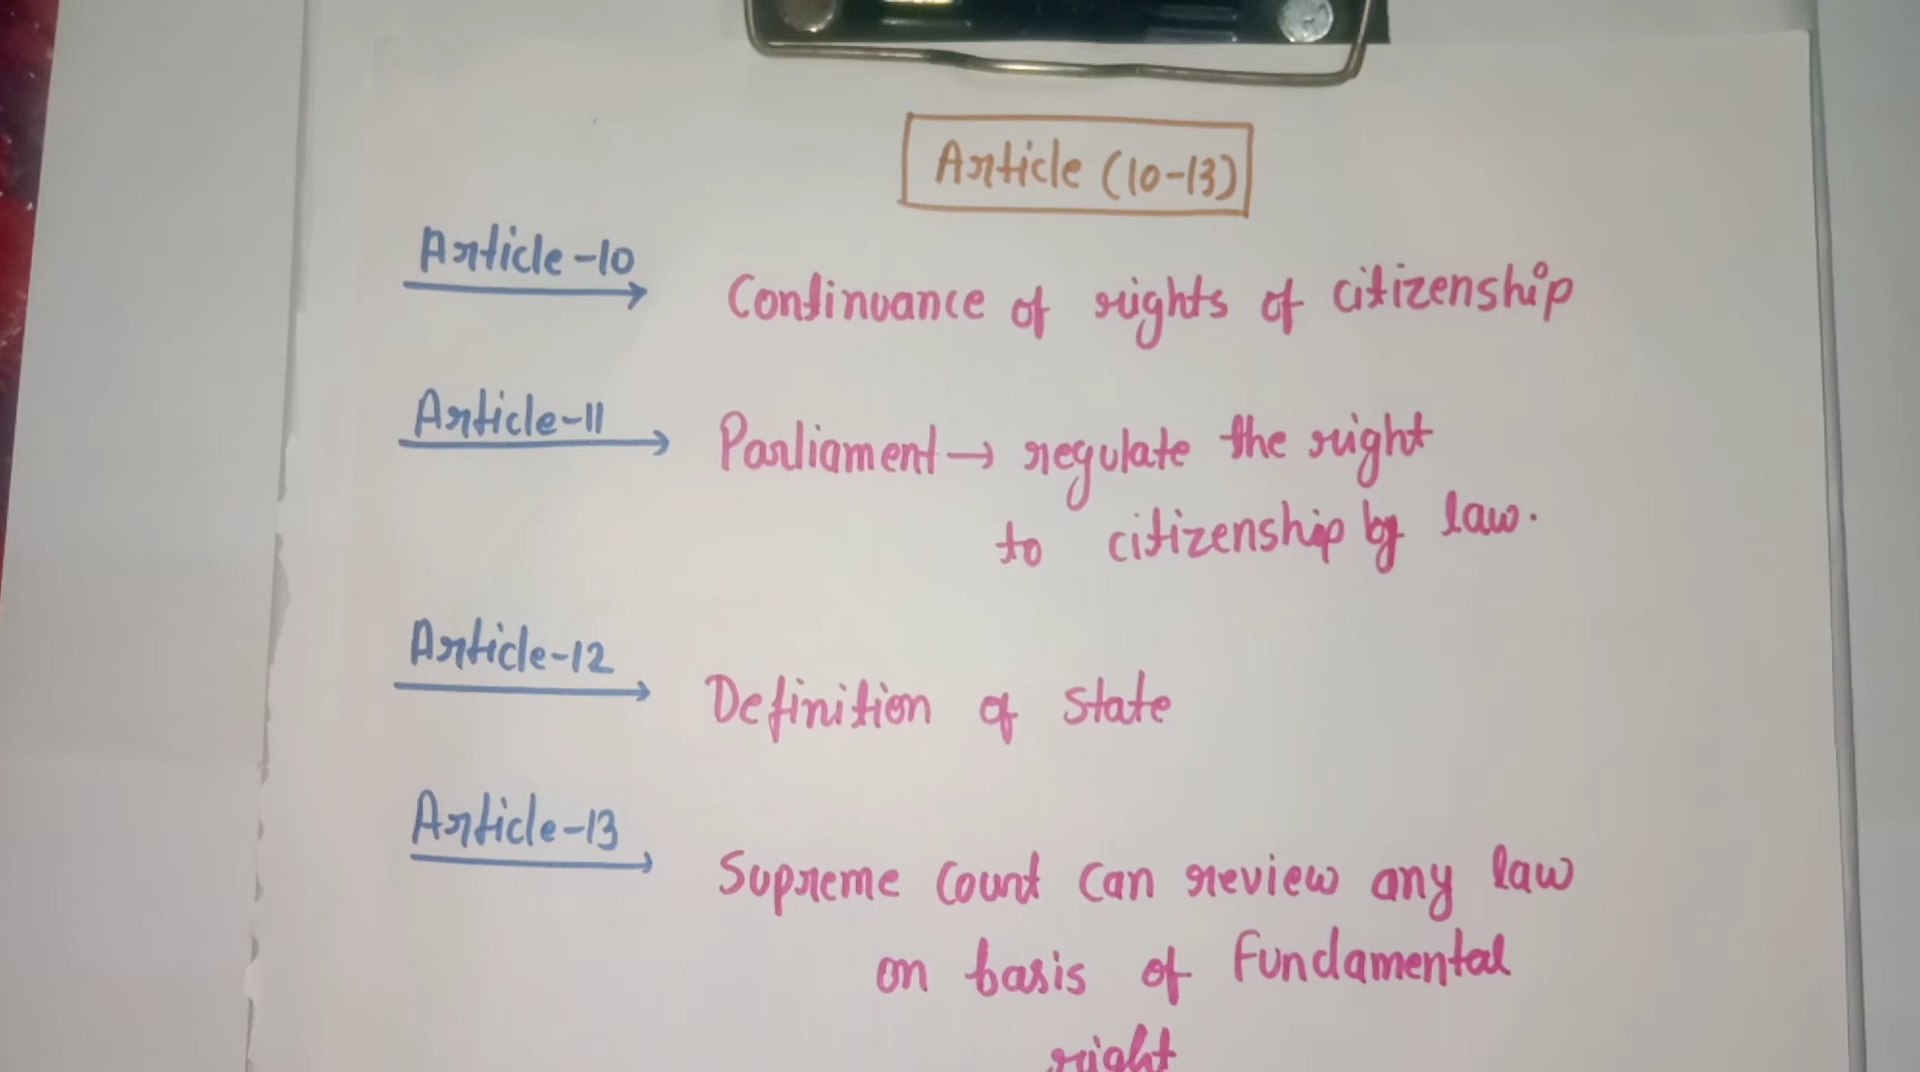 Article (10-13)
Article-10
Continuance of rights of citizenship
Article-11
Parliament → regulate the right
to citizenship by law.
Article-12
Definition of state
Article-13
Supreme Court can review any law
on basis of Fundamental
right